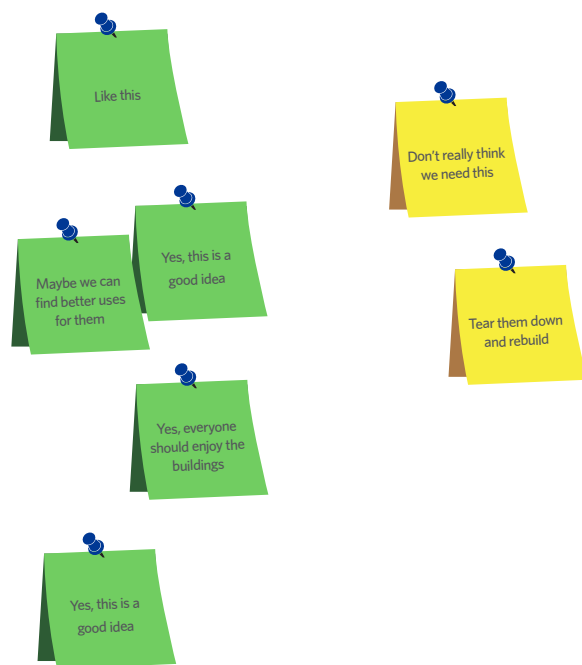 Like this
Don't really think
we need this
Yes, this is a
good idea
Maybe we can
find better uses
for them
Tear them down
and rebuild
Yes, everyone
should enjoy the
buildings
Yes, this is a
good idea